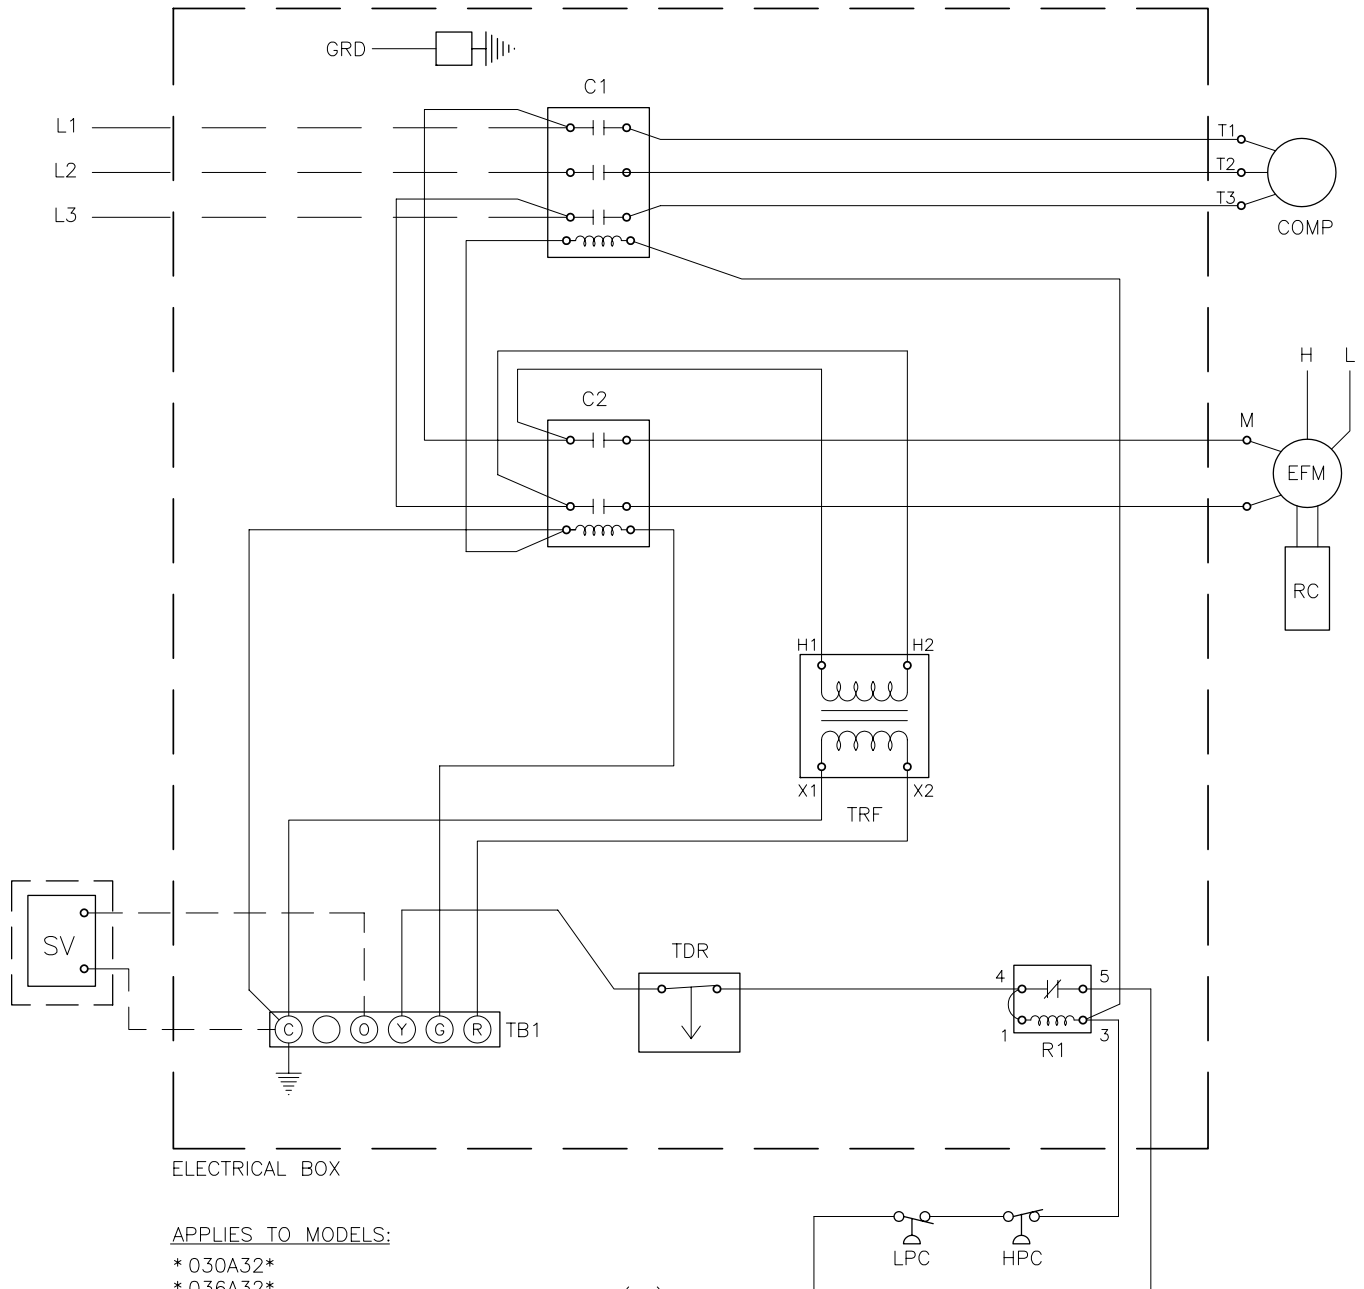 GRD
C1
L1
L2
L3
T1
T2
T3
COMP
H L
C2
M
EFM
RC
H1 H2
X1 X2
TRF
SV
TDR
4 5
1 3
R1
C O Y G R TB1
ELECTRICAL BOX
LPC HPC
APPLIES TO MODELS:
*030A32*
*036A32*